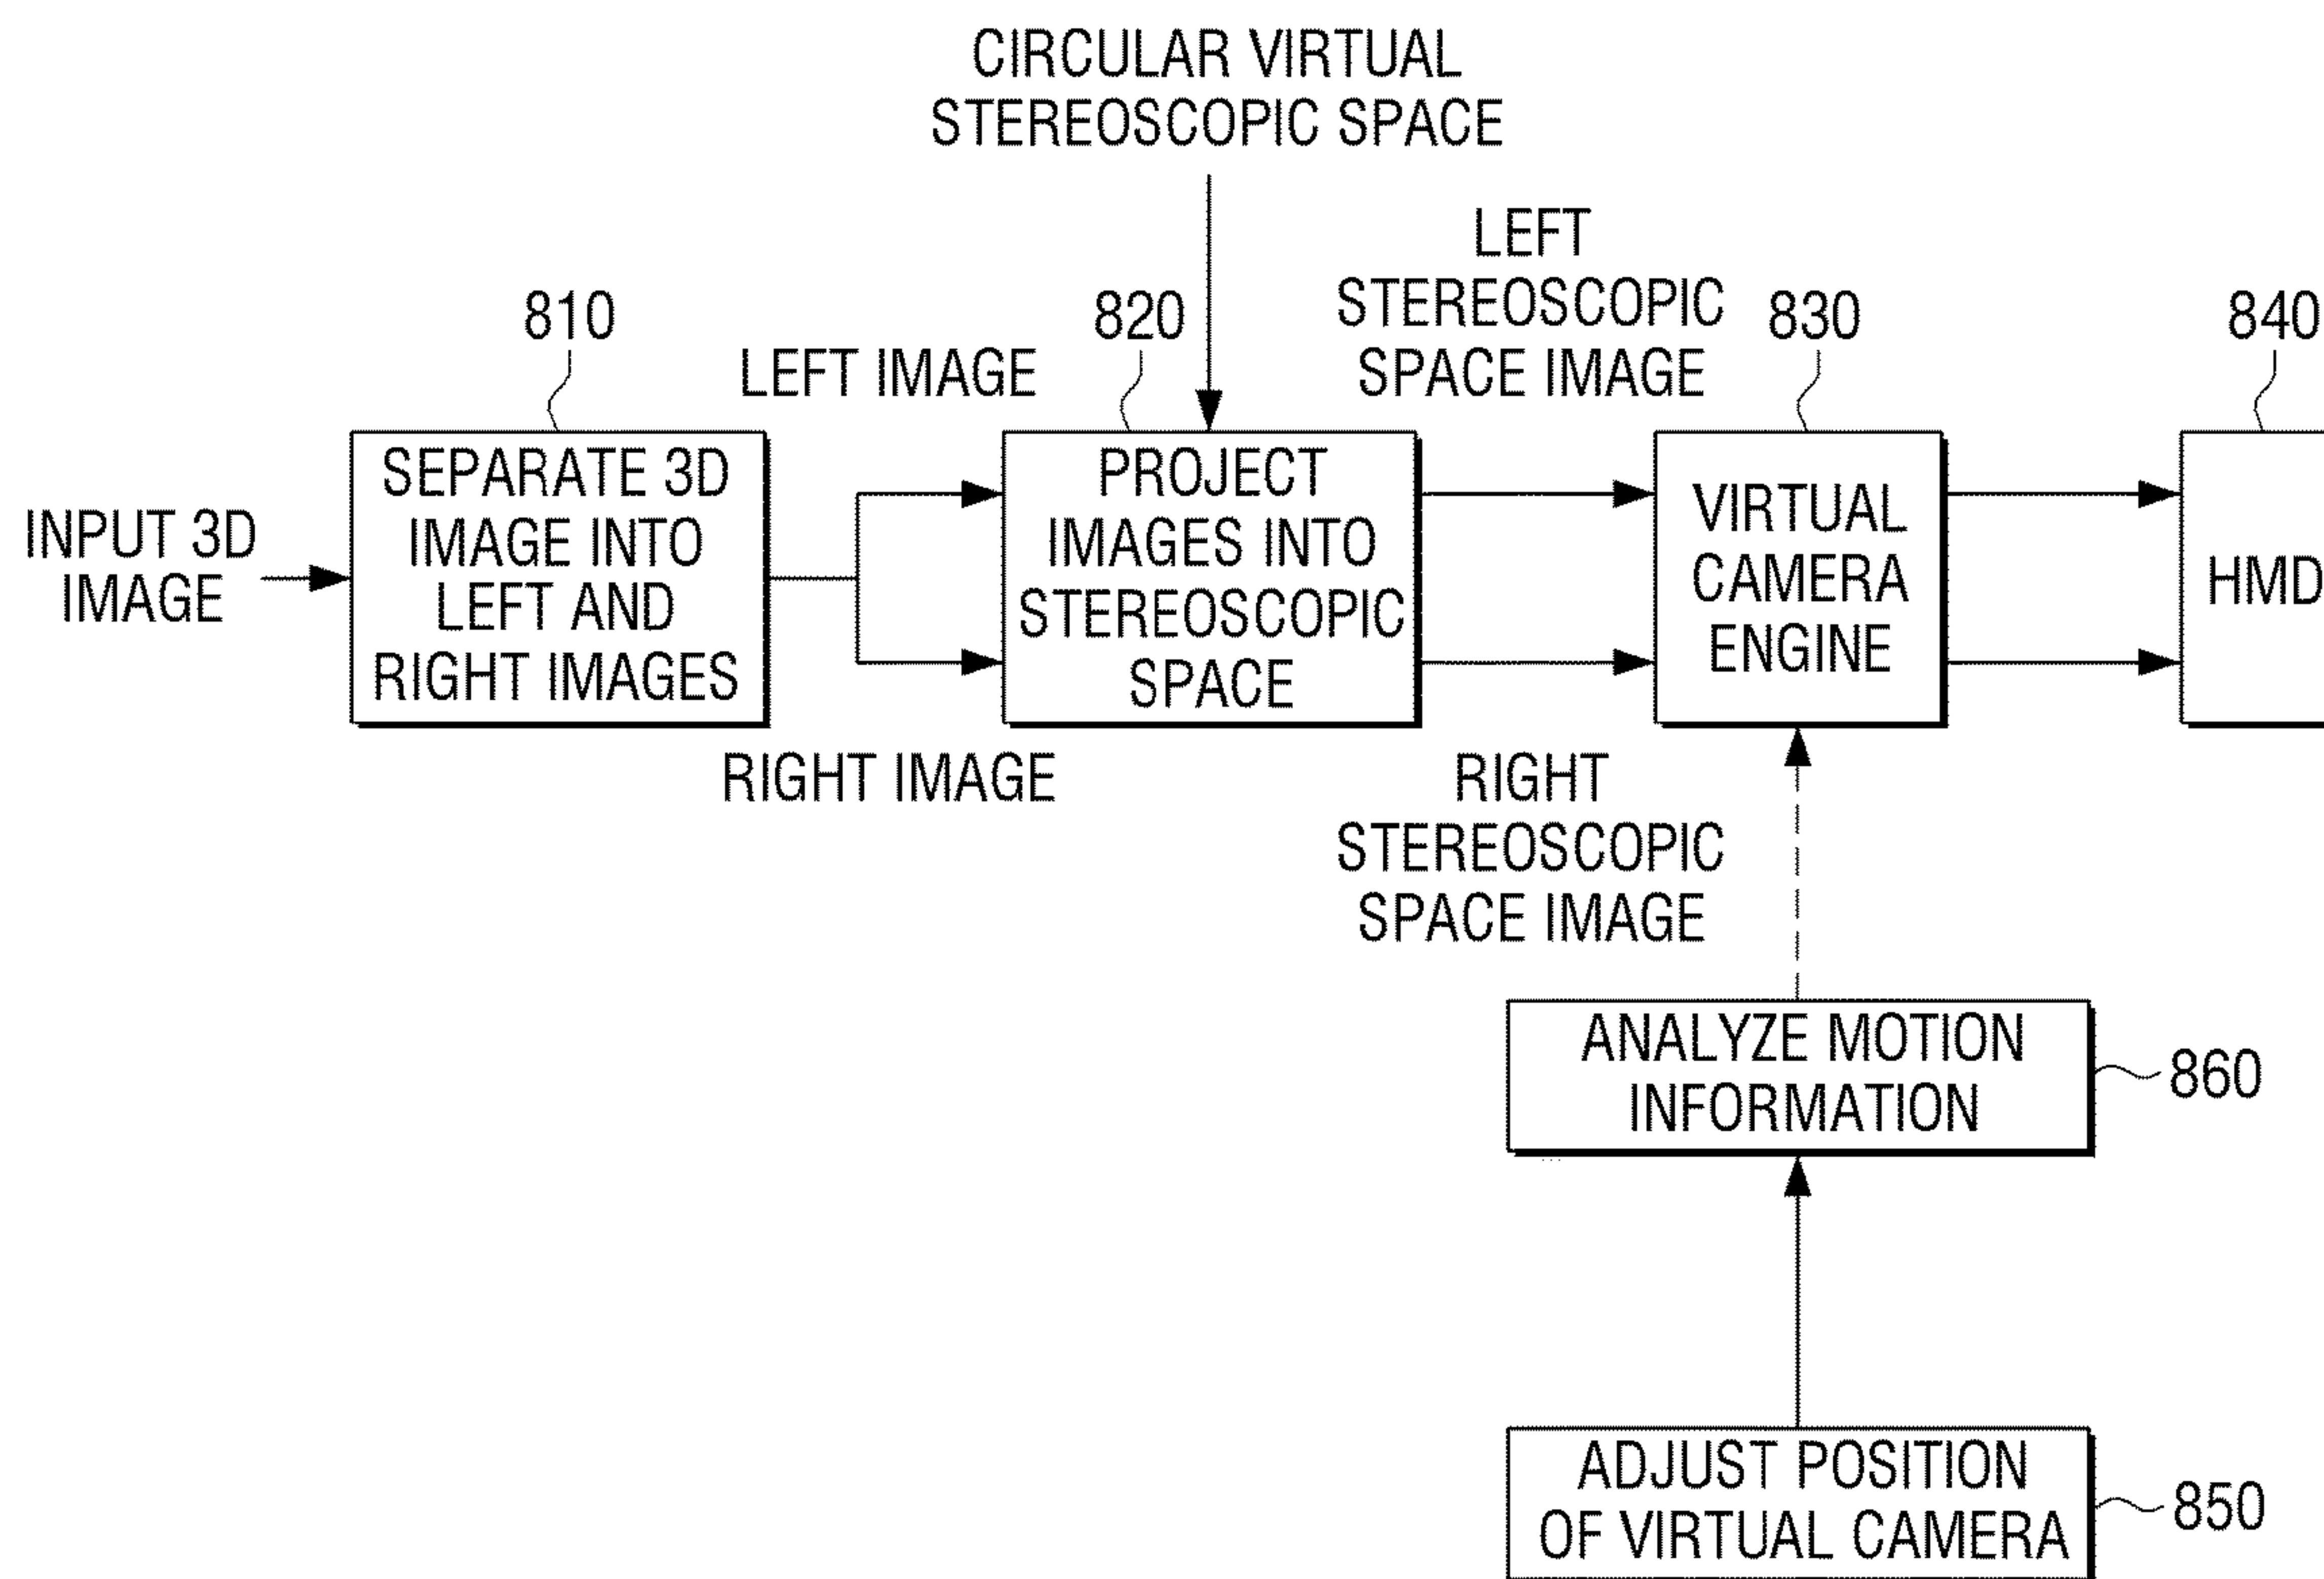 CIRCULAR VIRTUAL
STEREOSCOPIC SPACE
LEFT
STEREOSCOPIC
SPACE IMAGE
810
820
830
840
LEFT IMAGE
INPUT 3D
IMAGE
SEPARATE 3D
IMAGE INTO
LEFT AND
RIGHT IMAGES
PROJECT
IMAGES INTO
STEREOSCOPIC
SPACE
VIRTUAL
CAMERA
ENGINE
HMD
RIGHT IMAGE
RIGHT
STEREOSCOPIC
SPACE IMAGE
ANALYZE MOTION
INFORMATION
860
ADJUST POSITION
OF VIRTUAL CAMERA
850